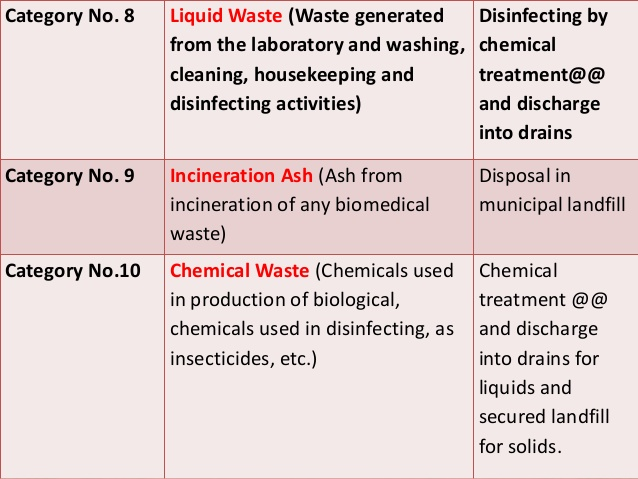 Category No. 8
Liquid Waste (Waste generated
from the laboratory and washing,
cleaning, housekeeping and
disinfecting activities)
Disinfecting by
chemical
treatment@@
and discharge
into drains
Category No. 9
Incineration Ash (Ash from
incineration of any biomedical
waste)
Disposal in
municipal landfill
Category No.10
Chemical Waste (Chemicals used
in production of biological,
chemicals used in disinfecting, as
insecticides, etc.)
Chemical
treatment @@
and discharge
into drains for
liquids and
secured landfill
for solids.